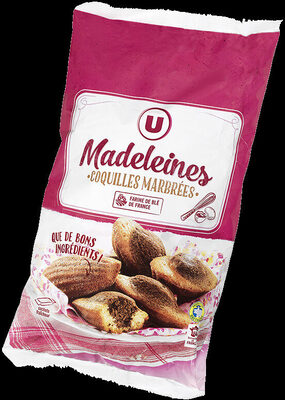 U
Madeleines
• COQUILLES MARBRÉES •
FARINE DE BLÉ
DE FRANCE
QUE DE BONS
INGRÉDIENTS !